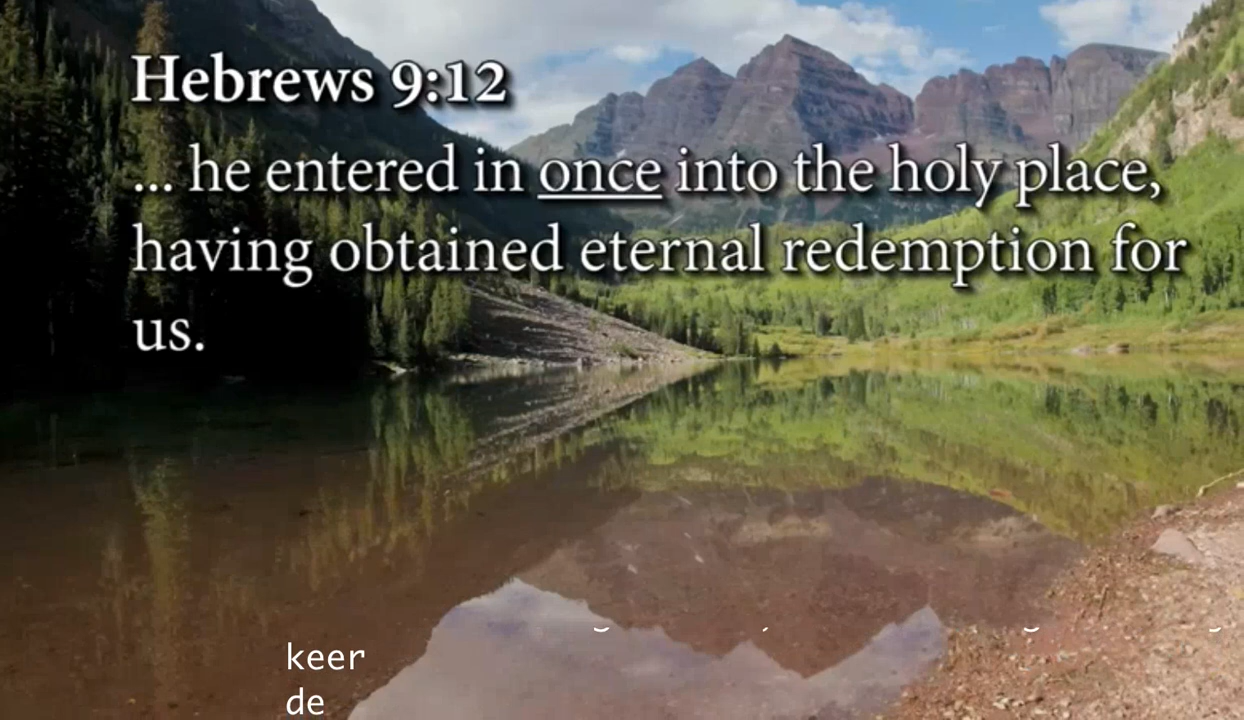 Hebrews 9:12
... he entered in once into the holy place,
having obtained eternal redemption for
us.
keer
de